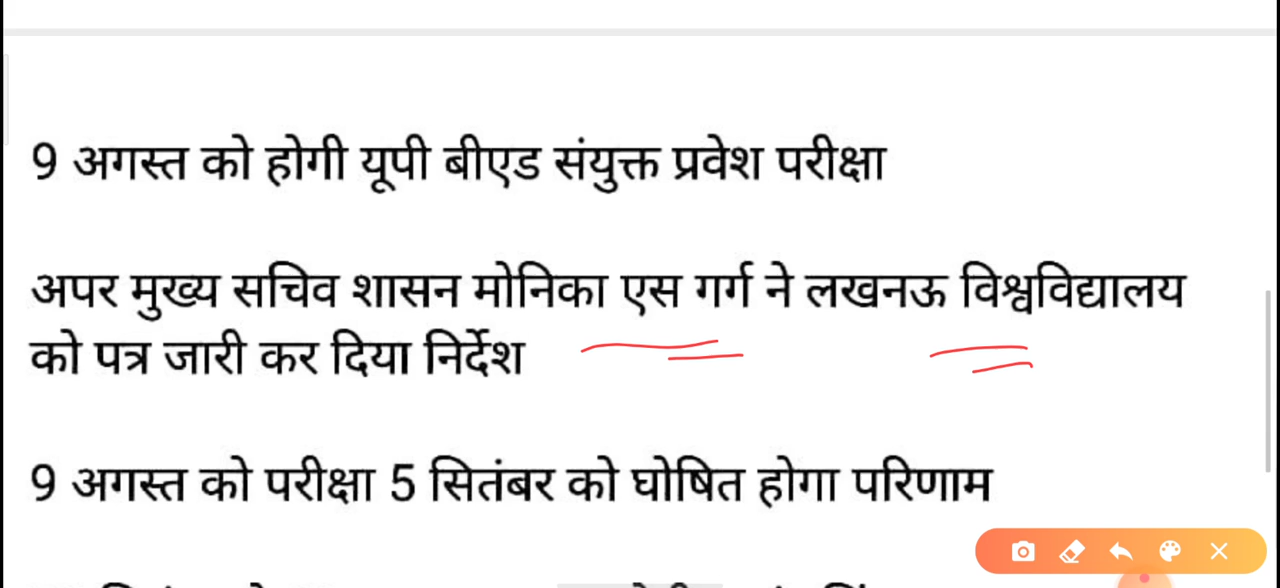 9 अगस्त को होगी यूपी बीएड संयुक्त प्रवेश परीक्षा
अपर मुख्य सचिव शासन मोनिका एस गर्ग ने लखनऊ विश्वविद्यालय
को पत्र जारी कर दिया निर्देश
9 अगस्त को परीक्षा 5 सितंबर को घोषित होगा परिणाम